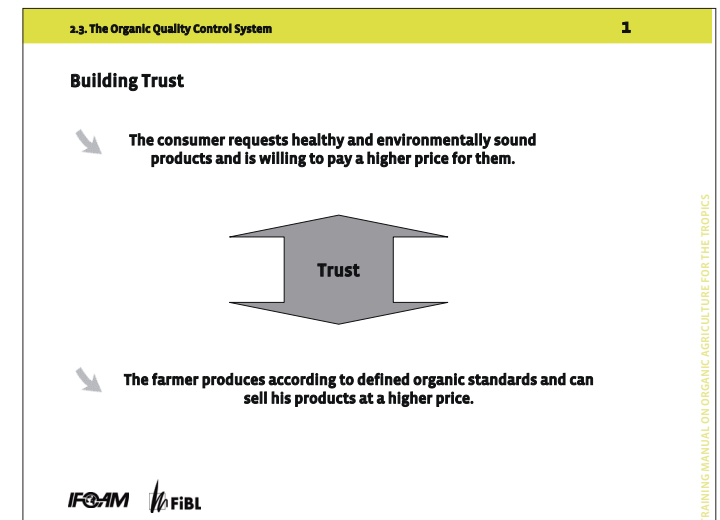 2.3. The Organic Quality Control System
1
Building Trust
The consumer requests healthy and environmentally sound
products and is willing to pay a higher price for them.
Trust
The farmer produces according to defined organic standards and can
sell his products at a higher price.
IFOAM
FiBL
TRAINING MANUAL ON ORGANIC AGRICULTURE FOR THE TROPICS